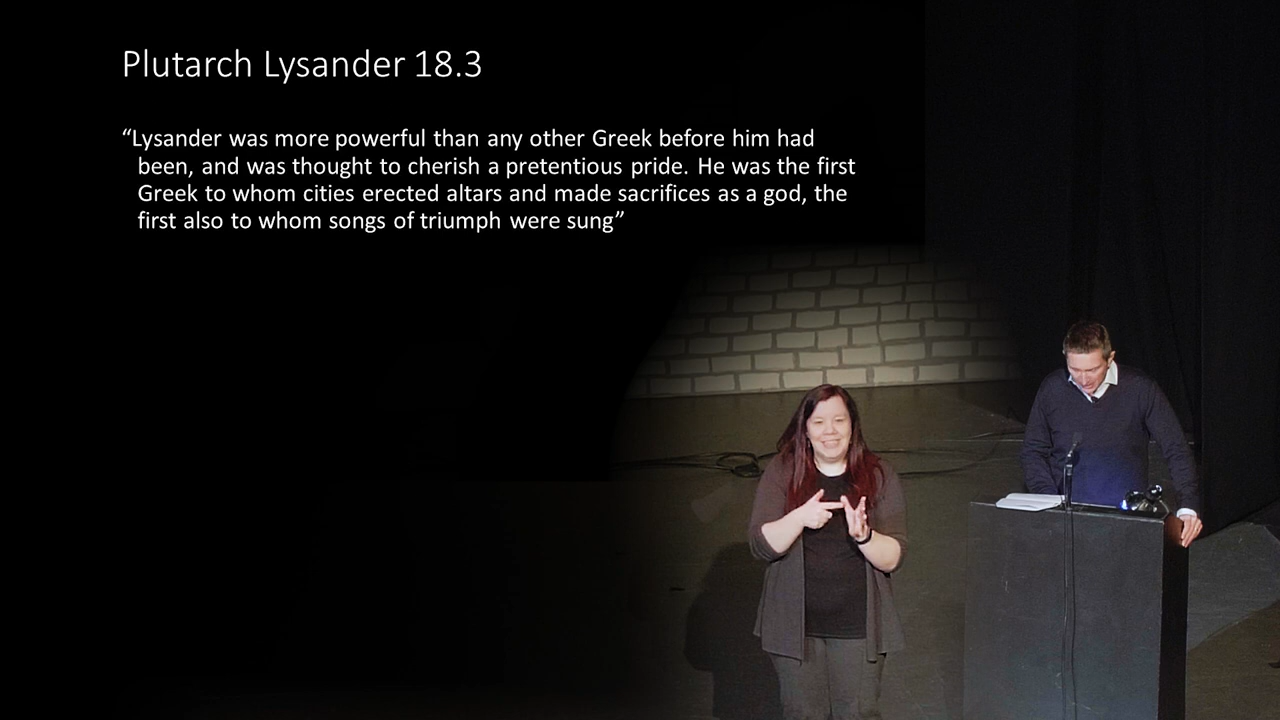 Plutarch Lysander 18.3
“Lysander was more powerful than any other Greek before him had
been, and was thought to cherish a pretentious pride. He was the first
Greek to whom cities erected altars and made sacrifices as a god, the
first also to whom songs of triumph were sung”